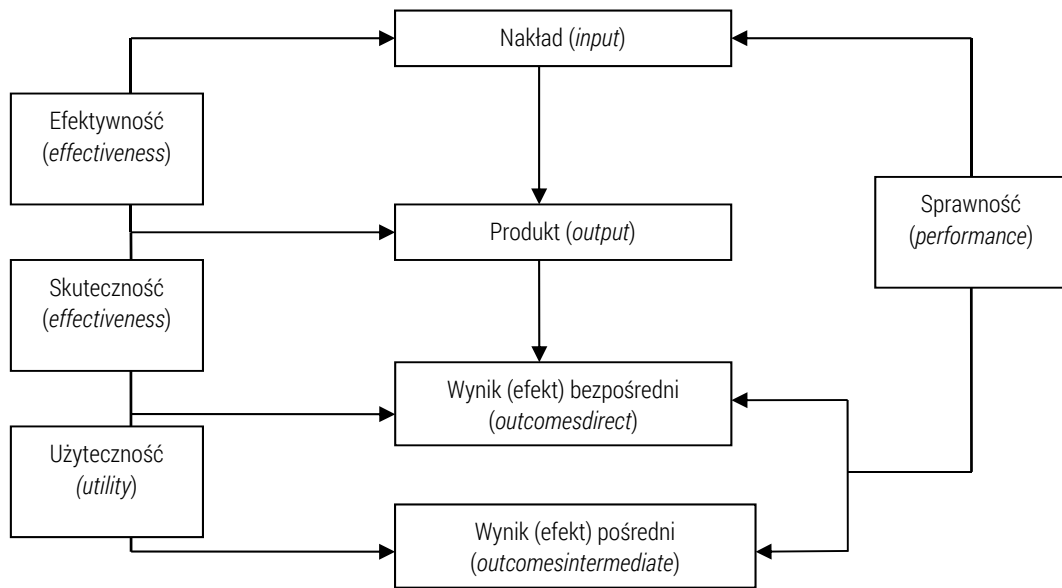 Nakład (input)
Efektywność
(effectiveness)
Sprawność
(performance)
Produkt (output)
Skuteczność
(effectiveness)
Wynik (efekt) bezpośredni
(outcomesdirect)
Użyteczność
(utility)
Wynik (efekt) pośredni
(outcomesintermediate)